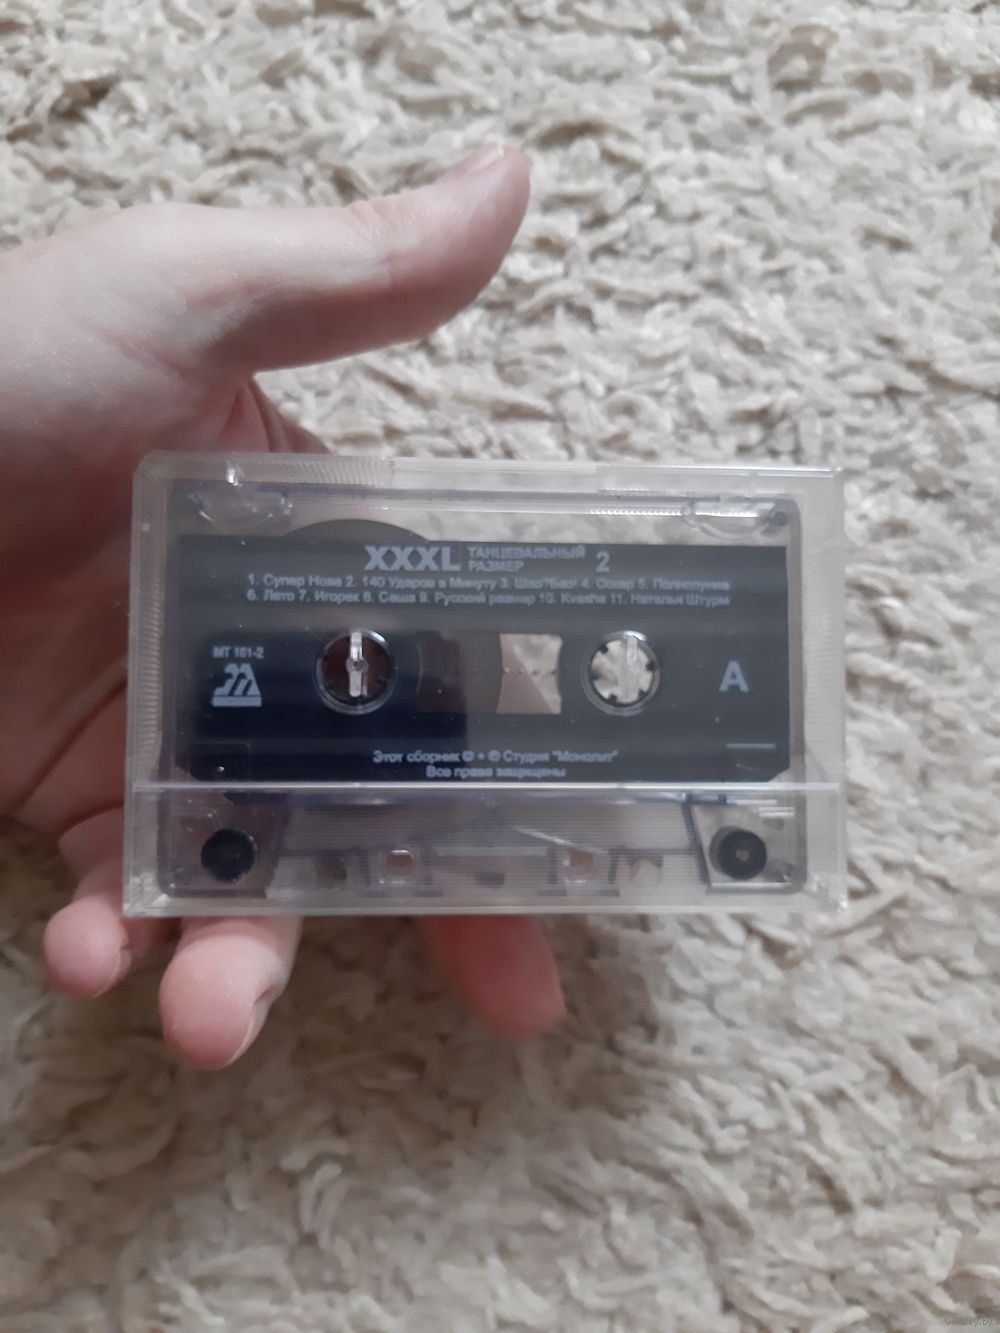 XXXL ТАНЦЕВАЛЬНЫЙ РАЗМЕР 2
1. Супер Нова 2. 140 Ударов в Минуту 3. Шао?Бао! 4. Оскар 5. Полнолуние
6. Лето 7. Игорек 8. Саша 9. Русский размер 10. Kvasha 11. Наталья Штурм
МТ 161-2
A
Этот сборник © + ℗ Студия "Монолит".
Все права защищены